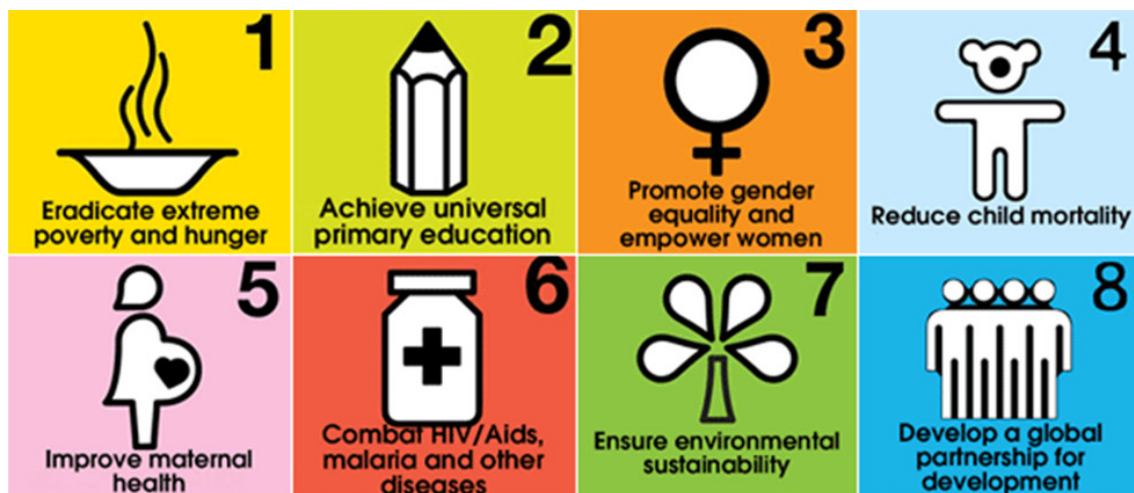 1
Eradicate extreme
poverty and hunger
2
Achieve universal
primary education
3
Promote gender
equality and
empower women
4
Reduce child mortality
5
Improve maternal
health
6
Combat HIV/Aids,
malaria and other
diseases
7
Ensure environmental
sustainability
8
Develop a global
partnership for
development